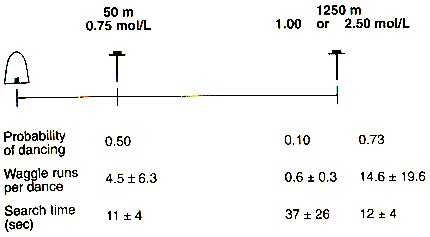 50 m 1250 m
0.75 mol/L 1.00 or 2.50 mol/L
Probability
of dancing 0.50 0.10 0.73
Waggle runs
per dance 4.5 ± 6.3 0.6 ± 0.3 14.6 ± 19.6
Search time
(sec) 11 ± 4 37 ± 26 12 ± 4